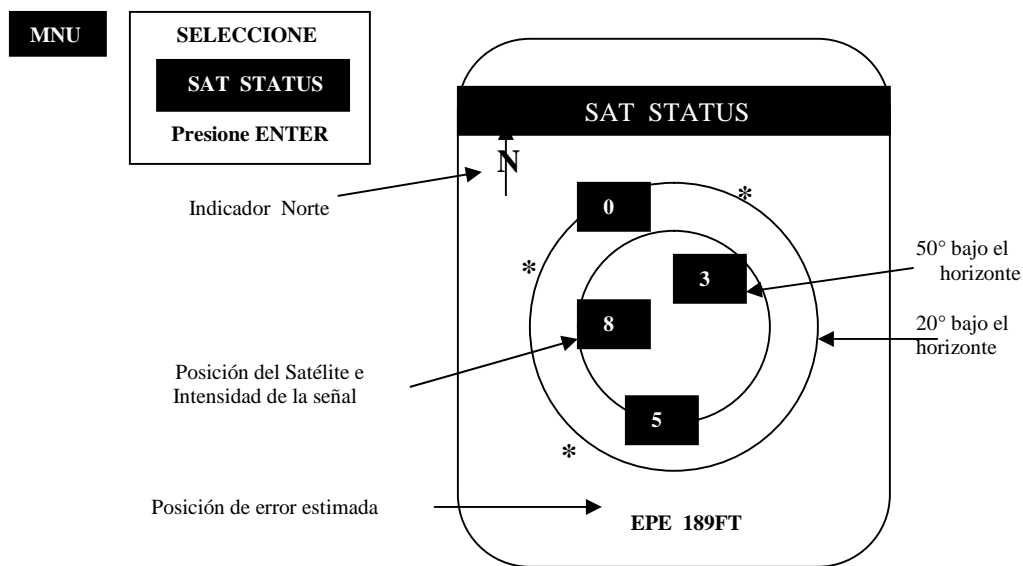 MNU
SELECCIONE
SAT STATUS
Presione ENTER
SAT STATUS
N
Indicador Norte
0
*
*
3
50° bajo el
horizonte
8
20° bajo el
horizonte
Posición del Satélite e
Intensidad de la señal
5
*
Posición de error estimada
EPE 189FT